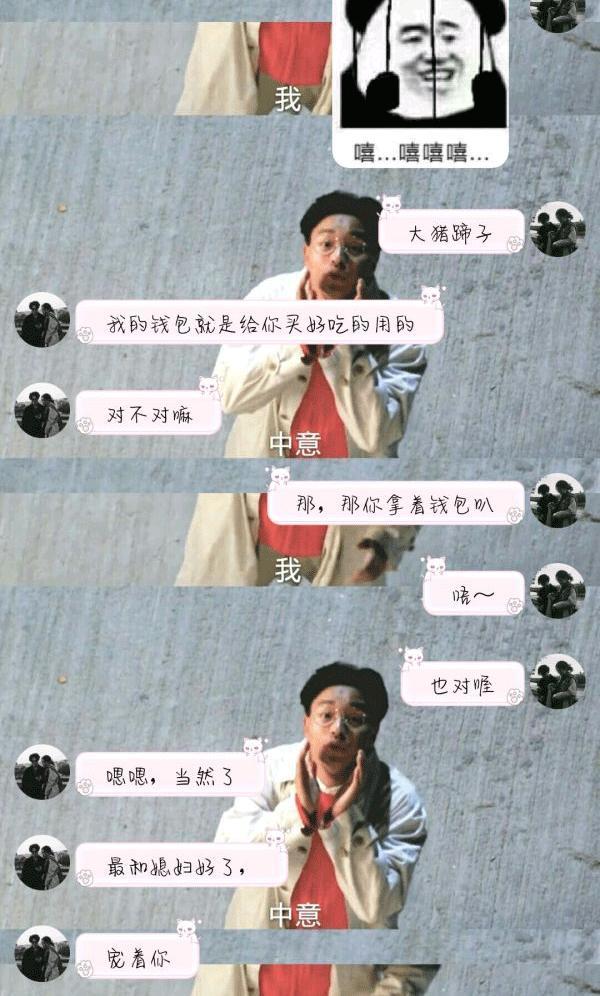 我
嘻...嘻嘻嘻...
大猪蹄子
我的钱包就是给你买好吃的用的
对不对嘛
中意
那，那你拿着钱包叭
我
唔～
也对喔
嗯嗯，当然了
最和媳妇好了，
中意
宠着你